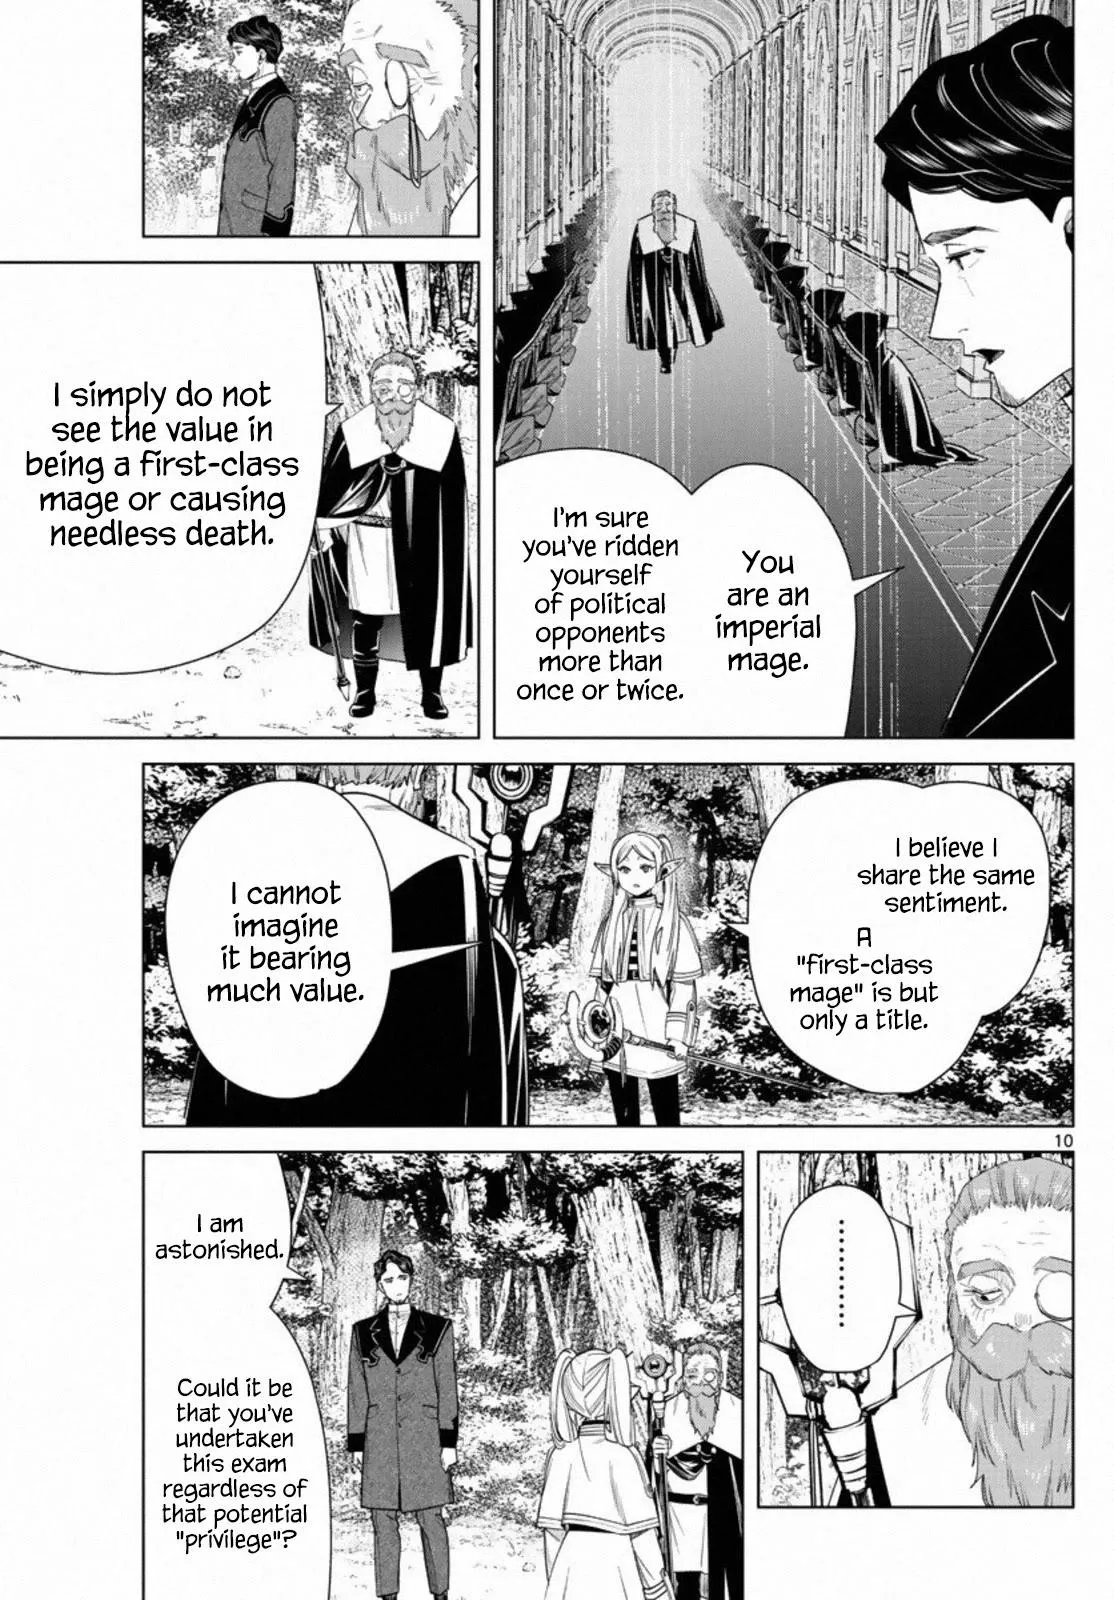 You
are an
imperial
mage.
I'm sure
you've ridden
yourself
of political
opponents
more than
once or twice.
I simply do not
see the value in
being a first-class
mage or causing
needless death.
I believe I
share the same
sentiment.
A
"first-class
mage" is but
only a title.
I cannot
imagine
it bearing
much value.
10
..........
I am
astonished.
Could it be
that you've
undertaken
this exam
regardless of
that potential
"privilege"?